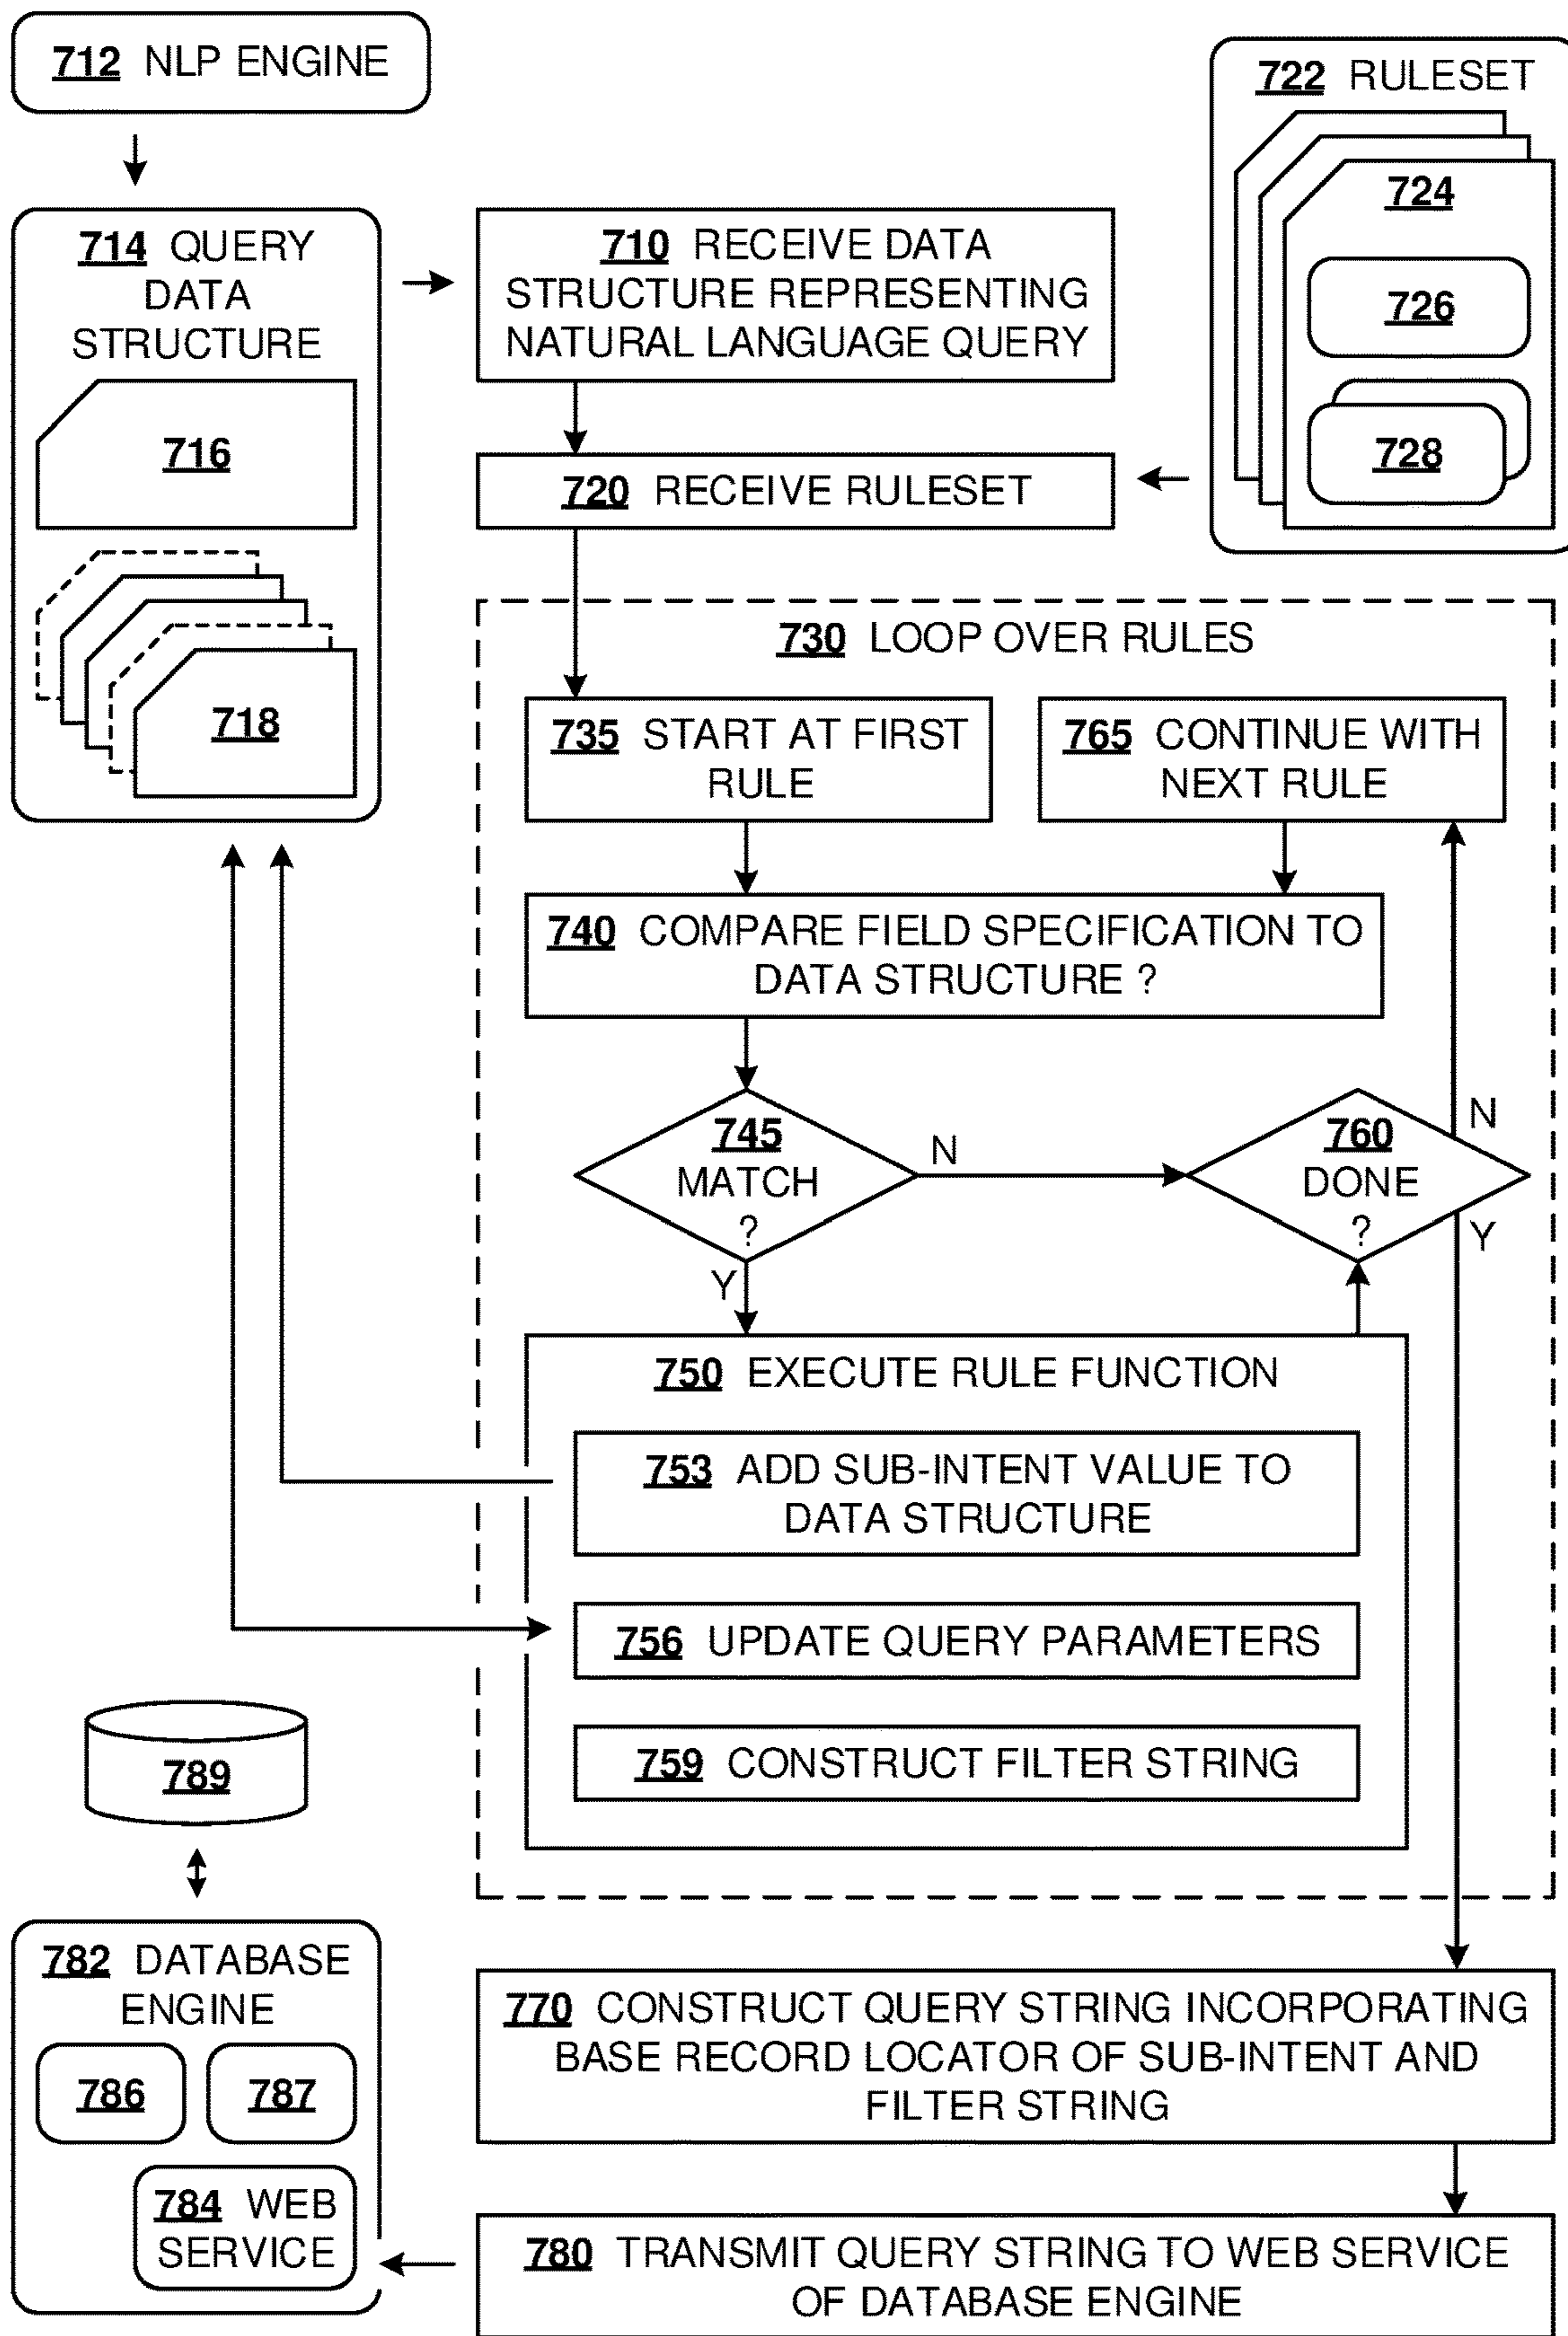 712 NLP ENGINE
722 RULESET
724
726
728
714 QUERY
DATA
STRUCTURE
716
718
710 RECEIVE DATA
STRUCTURE REPRESENTING
NATURAL LANGUAGE QUERY
720 RECEIVE RULESET
730 LOOP OVER RULES
735 START AT FIRST
RULE
765 CONTINUE WITH
NEXT RULE
740 COMPARE FIELD SPECIFICATION TO
DATA STRUCTURE ?
745
MATCH
?
N
Y
760
DONE
?
N
Y
750 EXECUTE RULE FUNCTION
753 ADD SUB-INTENT VALUE TO
DATA STRUCTURE
756 UPDATE QUERY PARAMETERS
759 CONSTRUCT FILTER STRING
789
782 DATABASE
ENGINE
786
787
784 WEB
SERVICE
770 CONSTRUCT QUERY STRING INCORPORATING
BASE RECORD LOCATOR OF SUB-INTENT AND
FILTER STRING
780 TRANSMIT QUERY STRING TO WEB SERVICE
OF DATABASE ENGINE